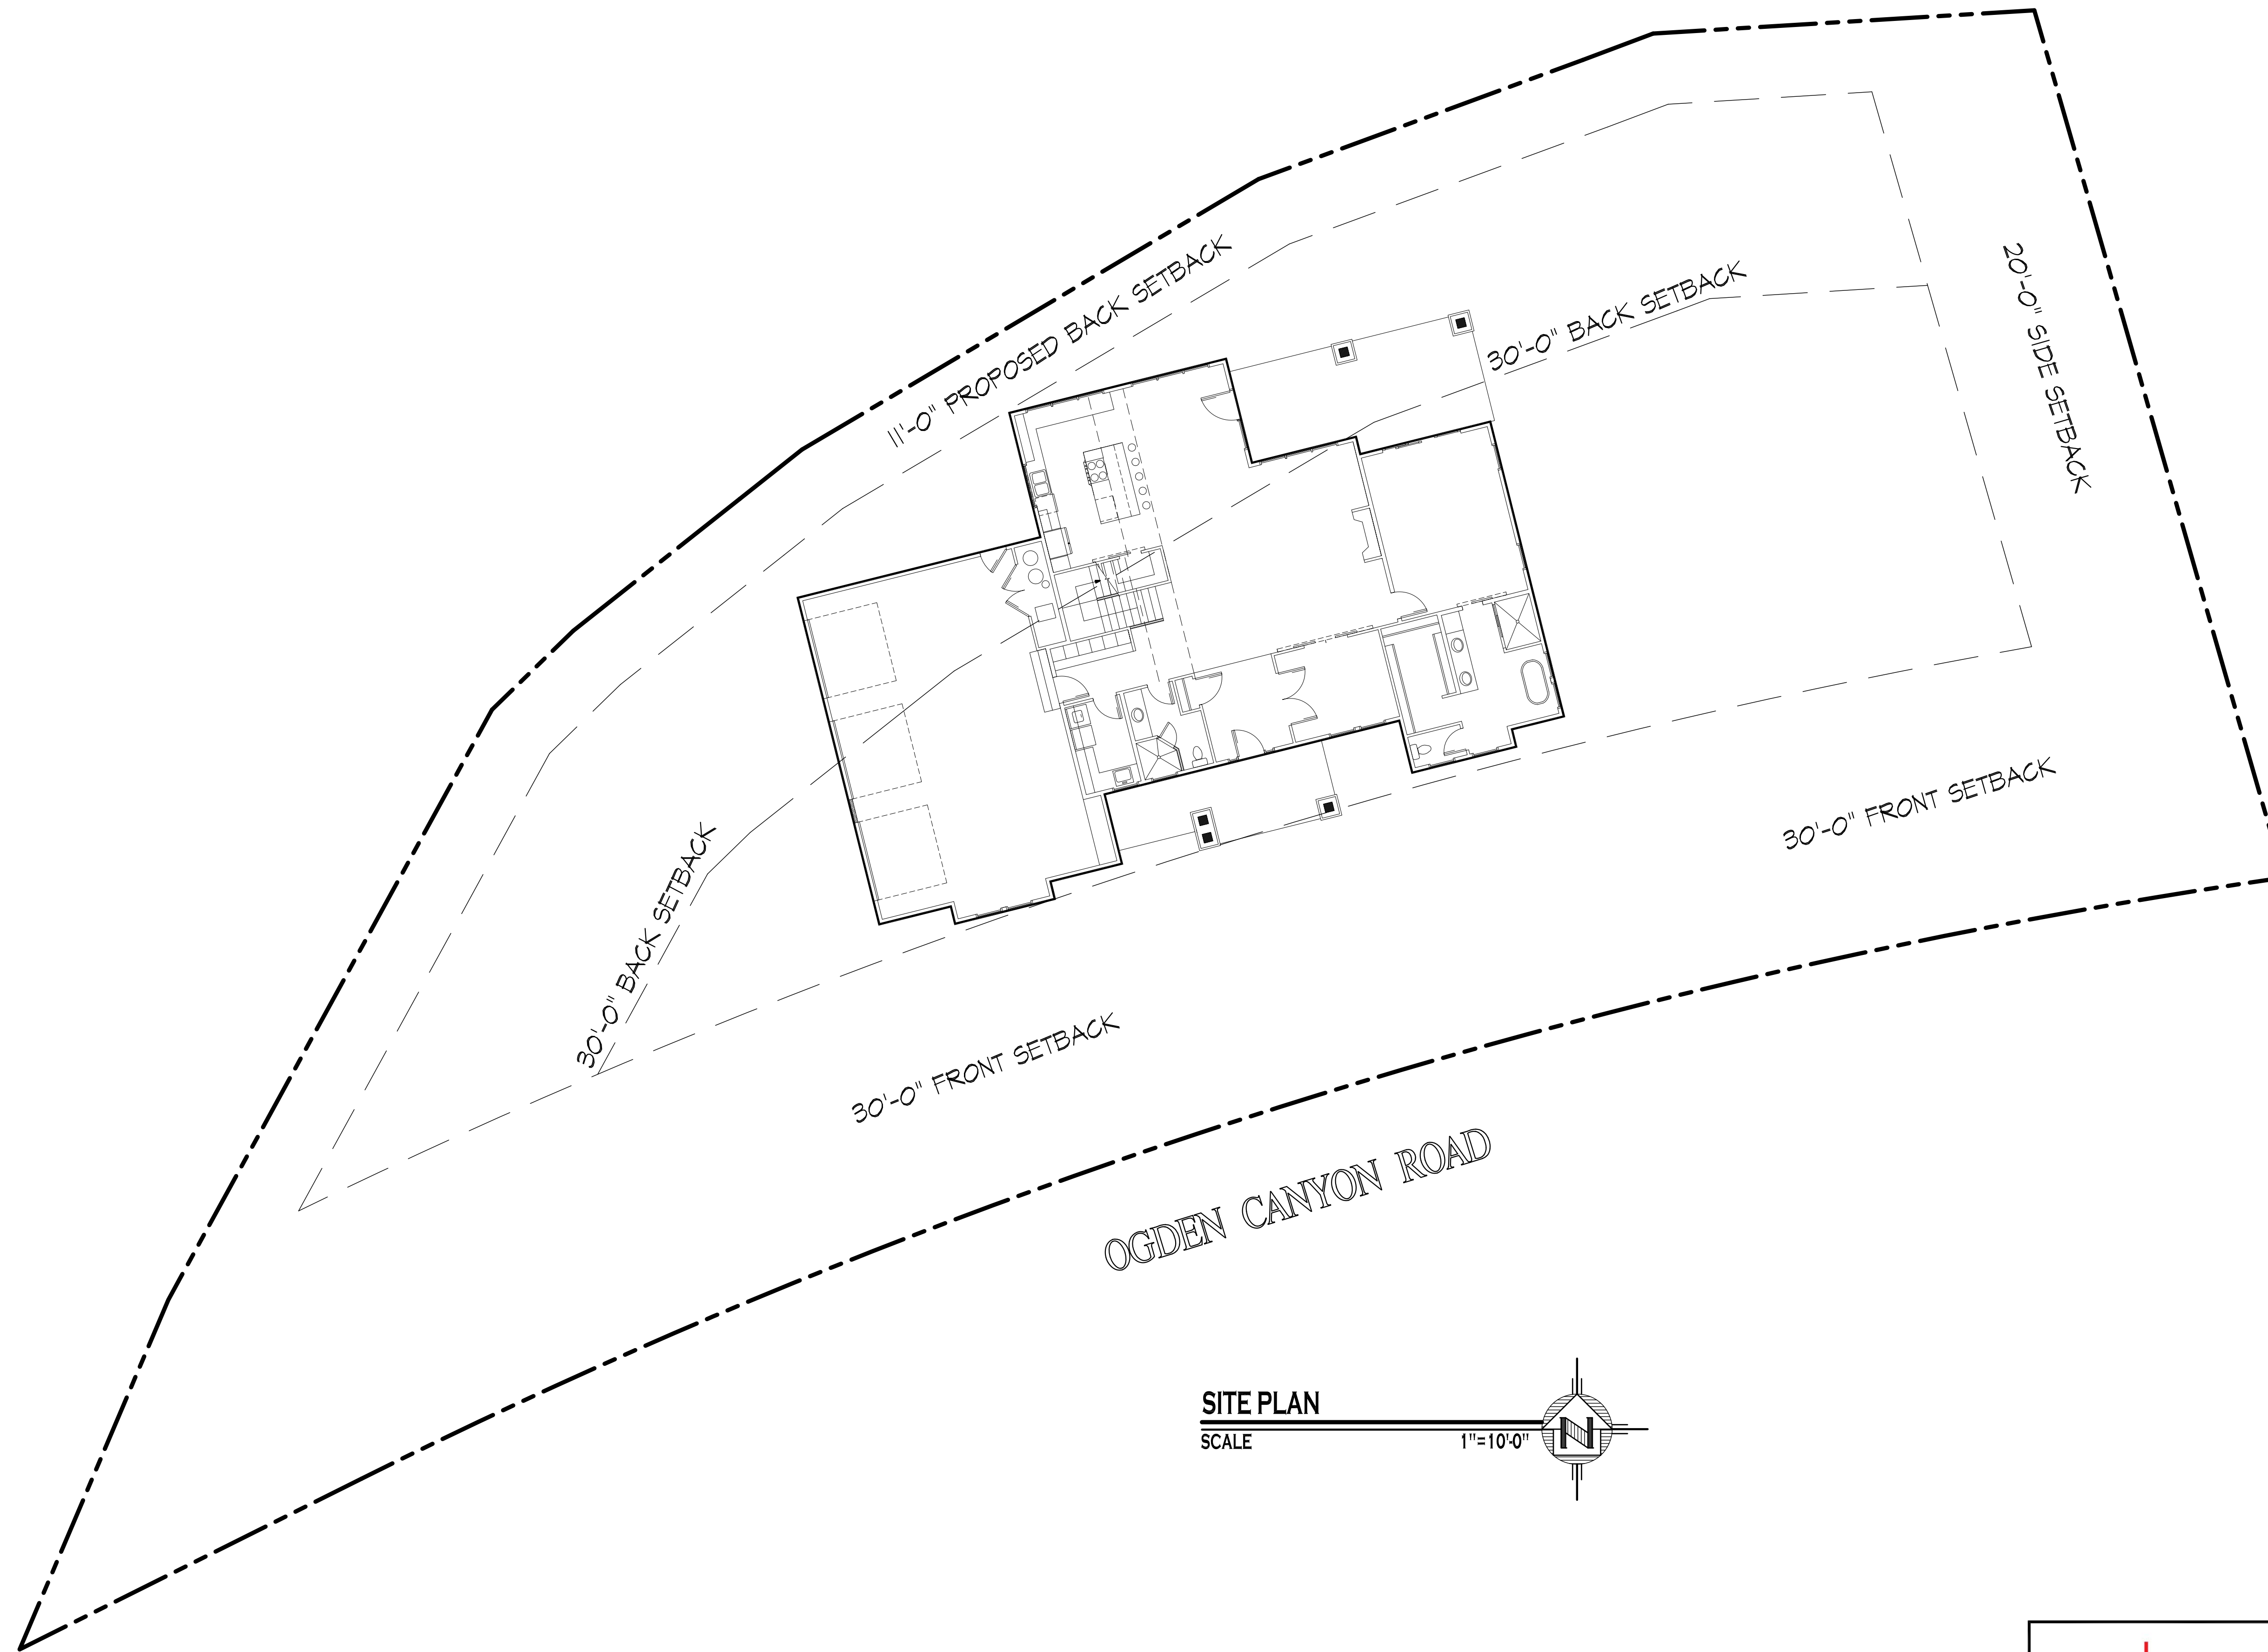 11'-0" PROPOSED BACK SETBACK
30'-0" BACK SETBACK
20'-0" SIDE SETBACK
30'-0" FRONT SETBACK
30'-0" BACK SETBACK
30'-0" FRONT SETBACK
OGDEN CANYON ROAD
SITE PLAN
SCALE 1"=10'-0"
N